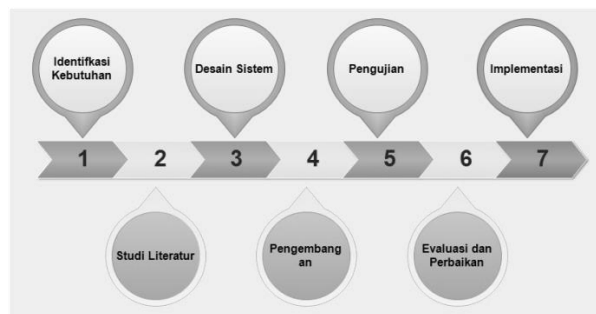 Identifkasi
Kebutuhan
Desain Sistem
Pengujian
Implementasi
1 2 3 4 5 6 7
Studi Literatur
Pengembang
an
Evaluasi dan
Perbaikan